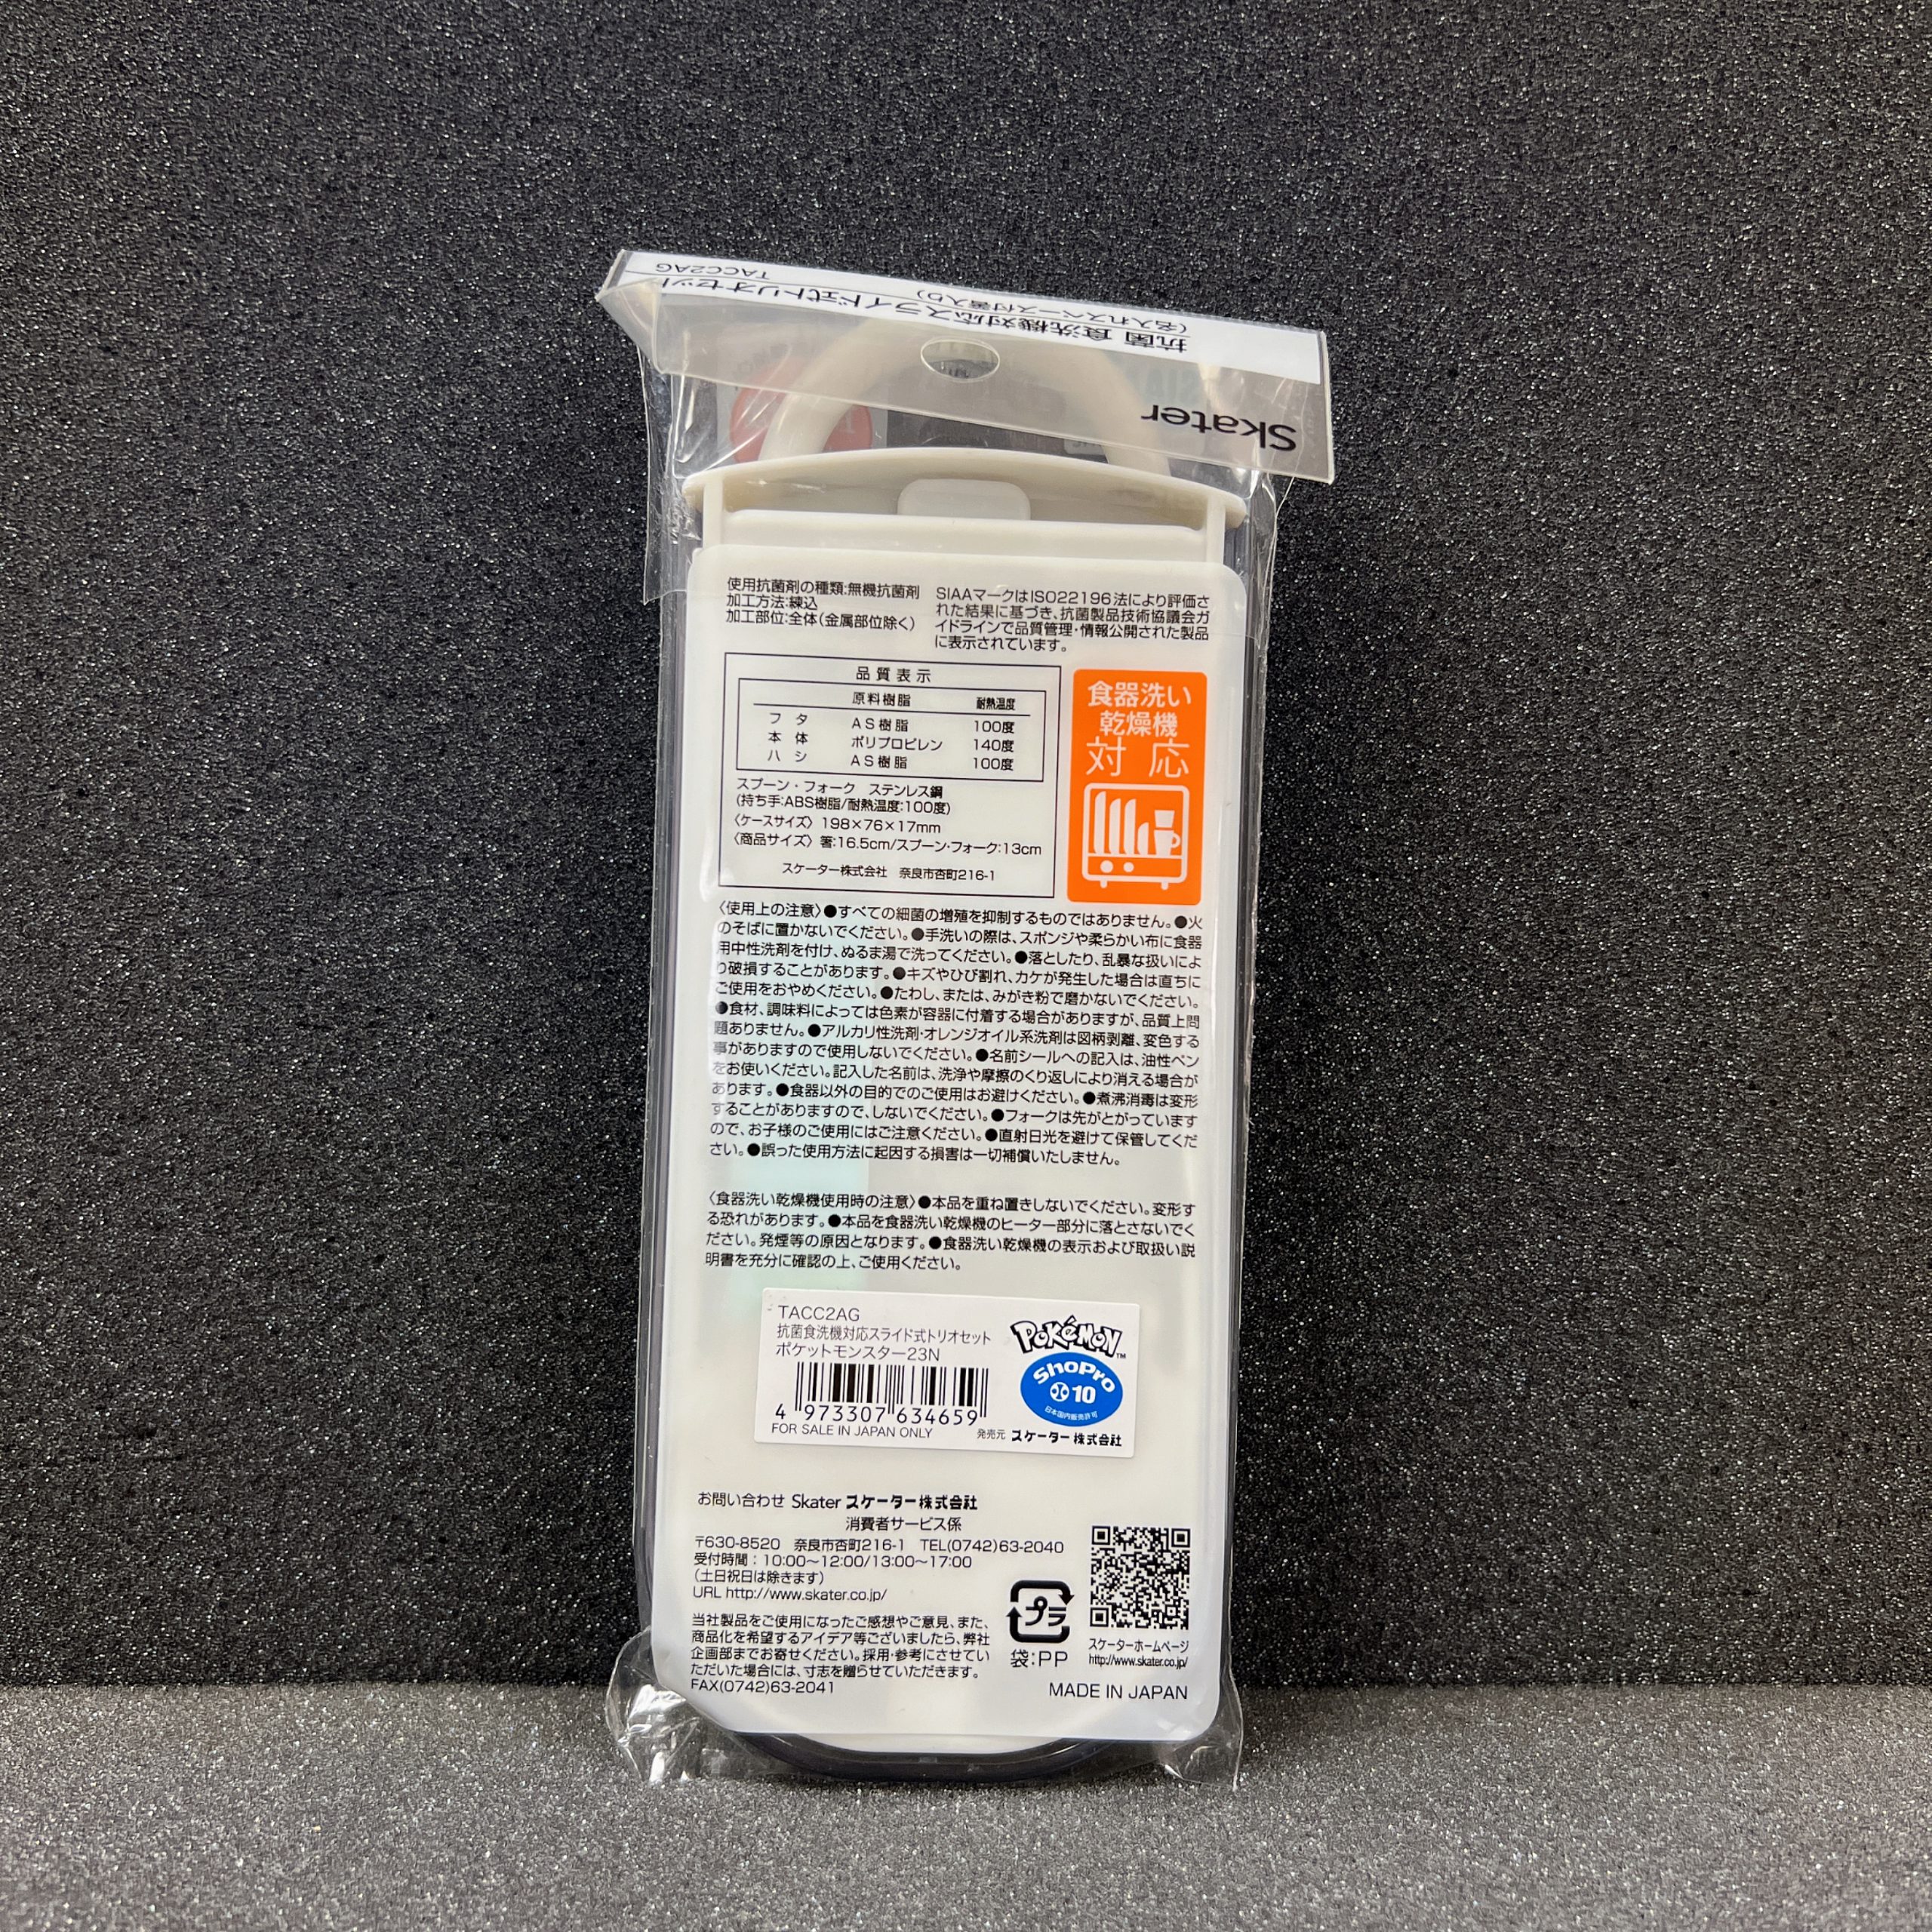 TACC2AG
抗菌 食洗機対応スライド式トリオセット
(名入れスペース付箸入り)
Skater
使用抗菌剤の種類:無機抗菌剤
加工方法:練込
加工部位:全体(金属部位除く)
SIAAマークはISO22196法により評価さ
れた結果に基づき、抗菌製品技術協議会ガ
イドラインで品質管理・情報公開された製品
に表示されています。
品質表示
原料樹脂 耐熱温度
フタ AS樹脂 100度
本体 ポリプロピレン 140度
ハシ AS樹脂 100度
スプーン・フォーク ステンレス鋼
(持ち手:ABS樹脂/耐熱温度:100度)
〈ケースサイズ〉198×76×17mm
〈商品サイズ〉箸:16.5cm/スプーン・フォーク:13cm
スケーター株式会社 奈良市杏町216-1
食器洗い
乾燥機
対応
〈使用上の注意〉●すべての細菌の増殖を抑制するものではありません。●火
のそばに置かないでください。●手洗いの際は、スポンジや柔らかい布に食器
用中性洗剤を付け、ぬるま湯で洗ってください。●落としたり、乱暴な扱いによ
り破損することがあります。●キズやひび割れ、カケが発生した場合は直ちに
ご使用をおやめください。●たわし、または、みがき粉で磨かないでください。
●食材、調味料によっては色素が容器に付着する場合がありますが、品質上問
題ありません。●アルカリ性洗剤・オレンジオイル系洗剤は図柄剥離、変色する
事がありますので使用しないでください。●名前シールへの記入は、油性ペン
をお使いください。記入した名前は、洗浄や摩擦のくり返しにより消える場合が
あります。●食器以外の目的でのご使用はお避けください。●煮沸消毒は変形
することがありますので、しないでください。●フォークは先がとがっています
ので、お子様のご使用にはご注意ください。●直射日光を避けて保管してくだ
さい。●誤った使用方法に起因する損害は一切補償いたしません。
〈食器洗い乾燥機使用時の注意〉●本品を重ね置きしないでください。変形す
る恐れがあります。●本品を食器洗い乾燥機のヒーター部分に落とさないでく
ださい。発煙等の原因となります。●食器洗い乾燥機の表示および取扱い説
明書を充分に確認の上、ご使用ください。
TACC2AG
抗菌食洗機対応スライド式トリオセット
ポケットモンスター23N
4 973307 634659
FOR SALE IN JAPAN ONLY
POKéMON™
ShoPro
10
日本国内販売許可
発売元 スケーター株式会社
お問い合わせ Skater スケーター株式会社
消費者サービス係
〒630-8520 奈良市杏町216-1 TEL(0742)63-2040
受付時間:10:00〜12:00/13:00〜17:00
(土日祝日は除きます)
URL http://www.skater.co.jp/
当社製品をご使用になったご感想やご意見、また、
商品化を希望するアイデア等ございましたら、弊社
企画部までお寄せください。採用・参考にさせてい
ただいた場合には、寸志を贈らせていただきます。
FAX(0742)63-2041
プラ
袋:PP
スケーターホームページ
http://www.skater.co.jp/
MADE IN JAPAN